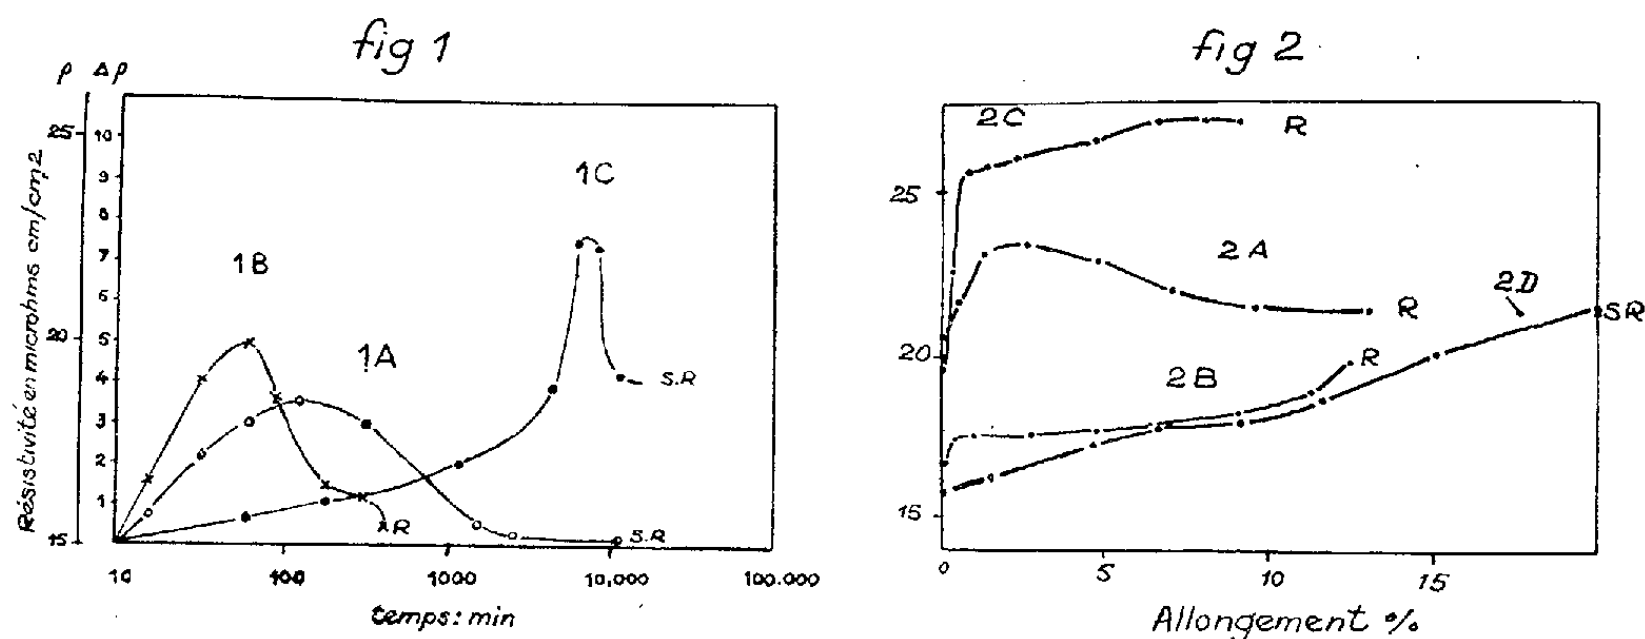 fig 1
ρ Δρ
25
20
15
10
9
8
7
6
5
4
3
2
1
Résistivité en microhms cm/cm2
1B
1A
1C
R
S.R
S.R
10 100 1000 10,000 100.000
temps: min
fig 2
25
20
15
2C
R
2A
R
2D
SR
2B
R
0 5 10 15
Allongement %